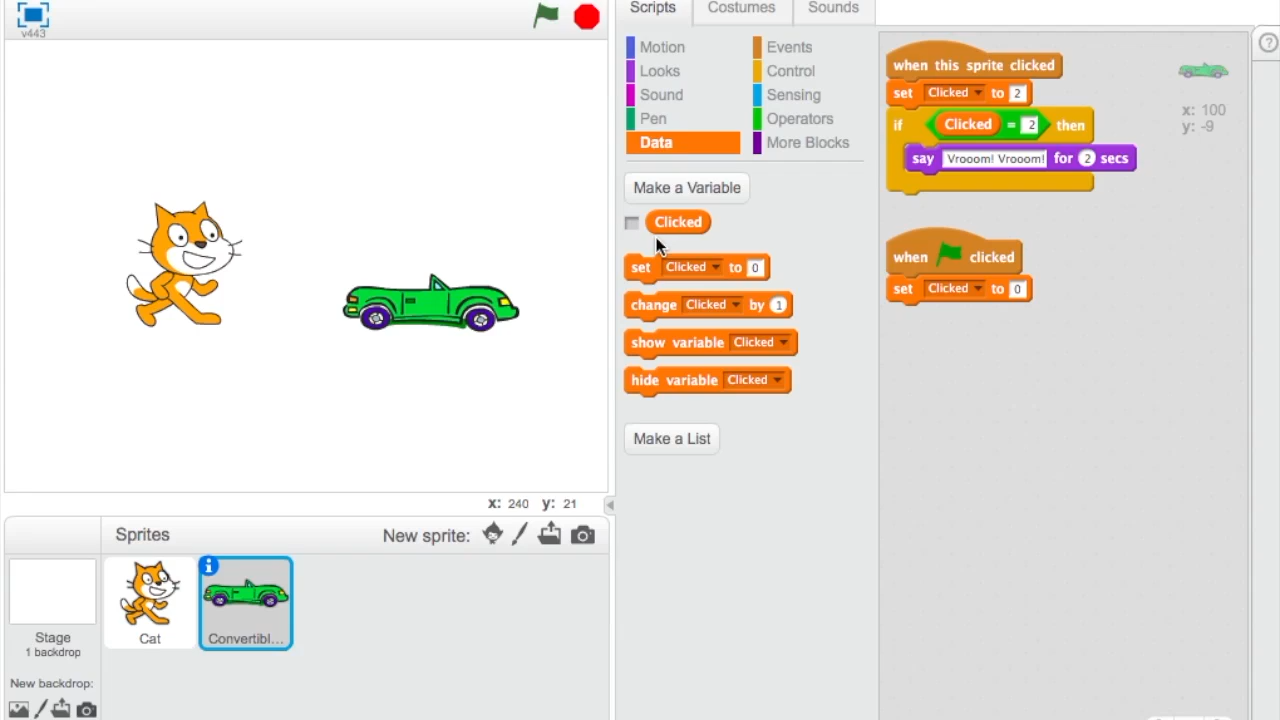 v443
x: 240 y: 21
Sprites
New sprite:
Stage
1 backdrop
New backdrop:
Cat
Convertibl...
Scripts
Costumes
Sounds
Motion
Looks
Sound
Pen
Data
Events
Control
Sensing
Operators
More Blocks
Make a Variable
Clicked
set Clicked to 0
change Clicked by 1
show variable Clicked
hide variable Clicked
Make a List
when this sprite clicked
set Clicked to 2
if Clicked = 2 then
say Vrooom! Vrooom! for 2 secs
when clicked
set Clicked to 0
x: 100
y: -9
?
i